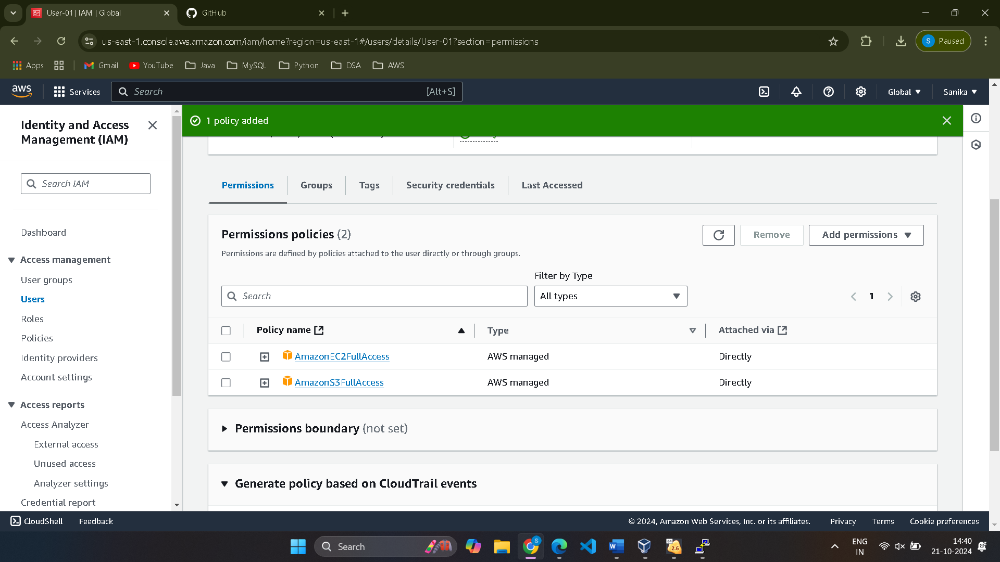 User-01 | IAM | Global
GitHub
us-east-1.console.aws.amazon.com/iam/home?region=us-east-1#/users/details/User-01?section=permissions
S Paused
Apps Gmail YouTube Java MySQL Python DSA AWS
aws Services Search [Alt+S] Global Sanika
Identity and Access
Management (IAM)
Search IAM
Dashboard
Access management
User groups
Users
Roles
Policies
Identity providers
Account settings
Access reports
Access Analyzer
External access
Unused access
Analyzer settings
Credential report
1 policy added
Permissions Groups Tags Security credentials Last Accessed
Permissions policies (2)
Remove Add permissions
Permissions are defined by policies attached to the user directly or through groups.
Filter by Type
Search All types 1
Policy name Type Attached via
AmazonEC2FullAccess AWS managed Directly
AmazonS3FullAccess AWS managed Directly
Permissions boundary (not set)
Generate policy based on CloudTrail events
CloudShell Feedback © 2024, Amazon Web Services, Inc. or its affiliates. Privacy Terms Cookie preferences
Search
S
W
64
2.6
ENG
IN
14:40
21-10-2024